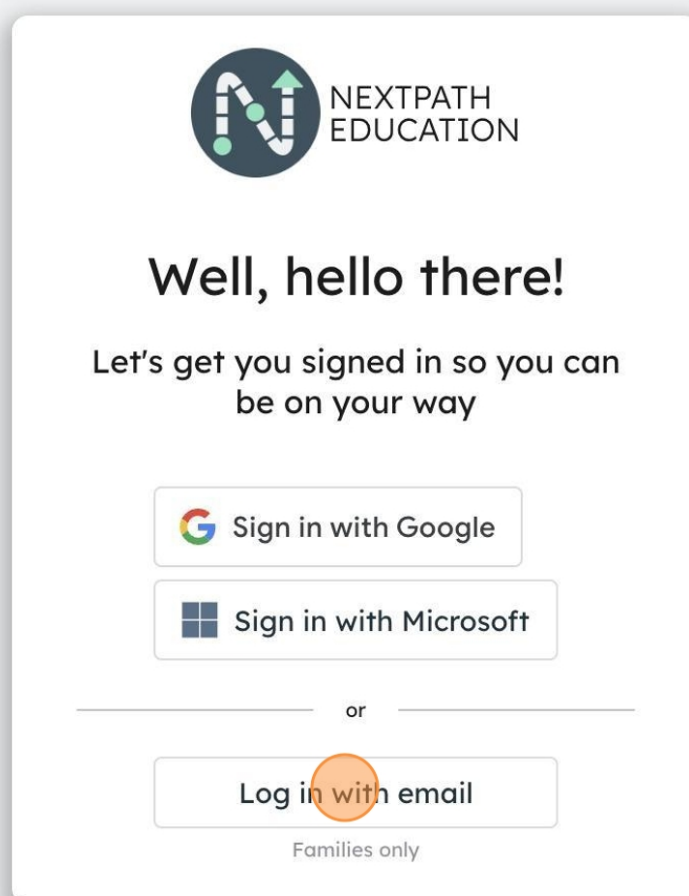 NEXTPATH
EDUCATION
Well, hello there!
Let's get you signed in so you can
be on your way
Sign in with Google
Sign in with Microsoft
or
Log in with email
Families only